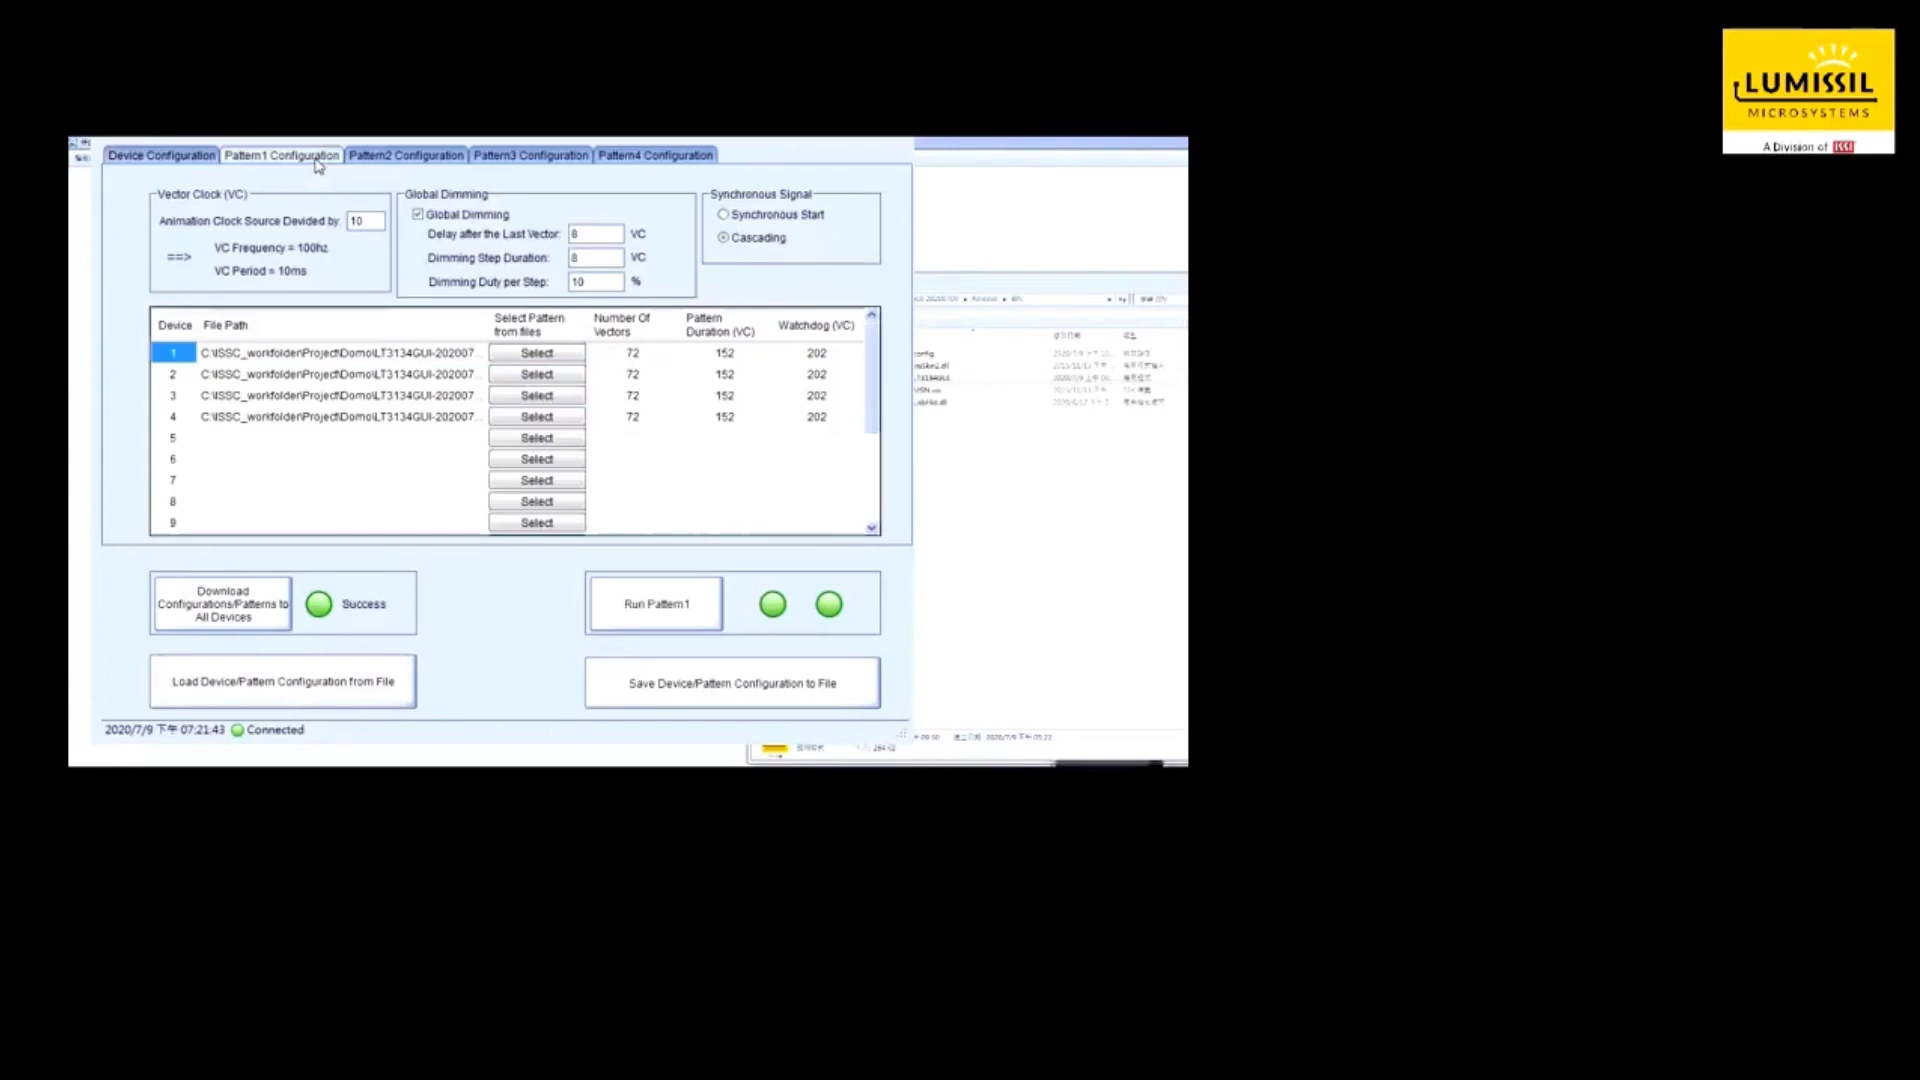 LUMISSIL
MICROSYSTEMS
A Division of ISSI
Device Configuration
Pattern1 Configuration
Pattern2 Configuration
Pattern3 Configuration
Pattern4 Configuration
Vector Clock (VC)
Animation Clock Source Devided by: 10
==>
VC Frequency = 100hz
VC Period = 10ms
Global Dimming
Global Dimming
Delay after the Last Vector: 8 VC
Dimming Step Duration: 8 VC
Dimming Duty per Step: 10 %
Synchronous Signal
Synchronous Start
Cascading
Device File Path Select Pattern from files Number Of Vectors Pattern Duration (VC) Watchdog (VC)
1 C:\ISSC_workfolder\Project\Domo\LT3134GUI-202007... Select 72 152 202
2 C:\ISSC_workfolder\Project\Domo\LT3134GUI-202007... Select 72 152 202
3 C:\ISSC_workfolder\Project\Domo\LT3134GUI-202007... Select 72 152 202
4 C:\ISSC_workfolder\Project\Domo\LT3134GUI-202007... Select 72 152 202
5 Select
6 Select
7 Select
8 Select
9 Select
Download
Configurations/Patterns to
All Devices
Success
Run Pattern1
Load Device/Pattern Configuration from File
Save Device/Pattern Configuration to File
2020/7/9 下午 07:21:43 Connected